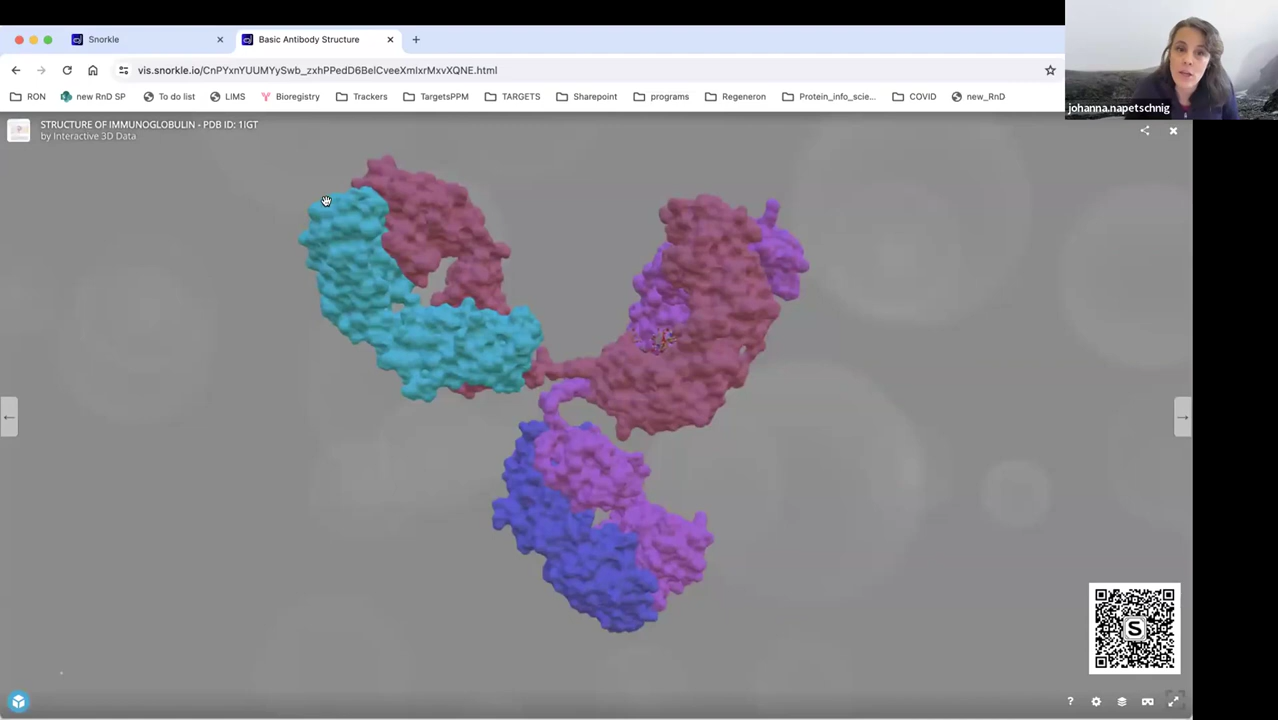 Snorkle
Basic Antibody Structure
vis.snorkle.io/CnPYxnYUUMYySwb_zxhPPedD6BelCveeXmIxrMxvXQNE.html
RON
new RnD SP
To do list
LIMS
Bioregistry
Trackers
TargetsPPM
TARGETS
Sharepoint
programs
Regeneron
Protein_info_scie...
COVID
new_RnD
johanna.napetschnig
STRUCTURE OF IMMUNOGLOBULIN - PDB ID: 1IGT
by Interactive 3D Data
S
?